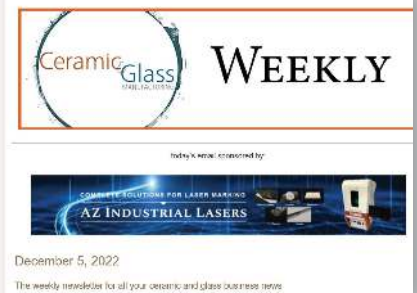 Ceramic
Glass
MANUFACTURING
WEEKLY
today's email sponsored by
COMPLETE SOLUTIONS FOR LASER MARKING
AZ INDUSTRIAL LASERS
December 5, 2022
The weekly newsletter for all your ceramic and glass business news